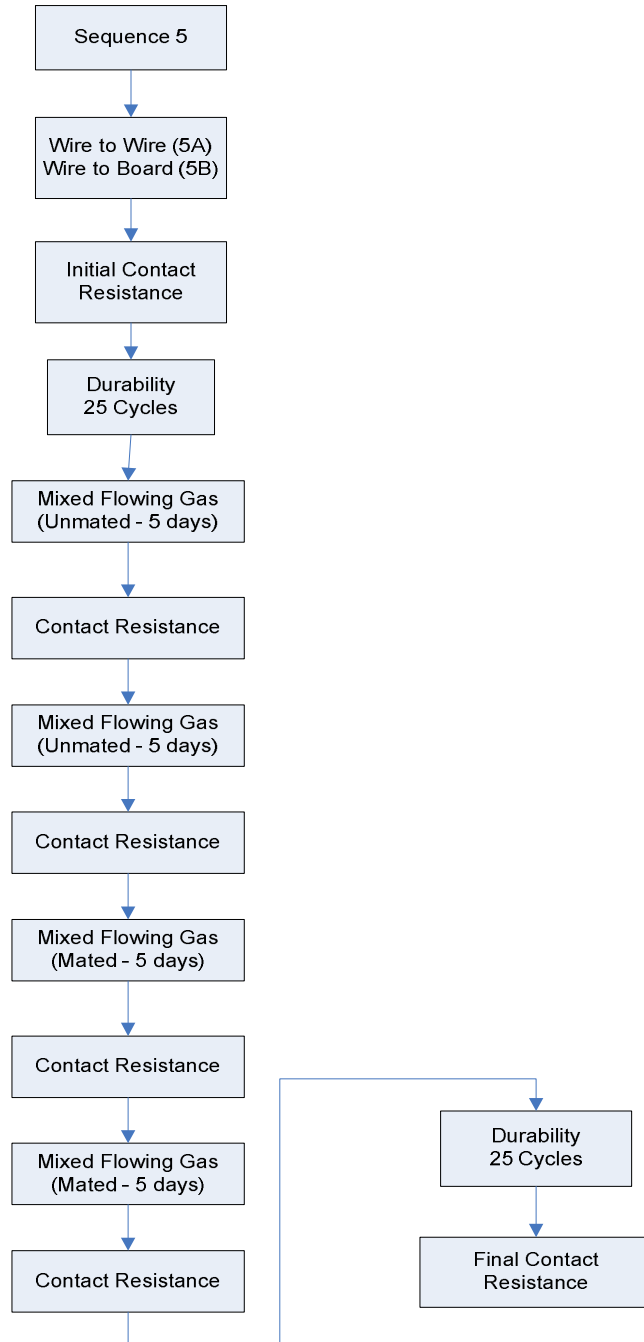 Sequence 5
Wire to Wire (5A)
Wire to Board (5B)
Initial Contact
Resistance
Durability
25 Cycles
Mixed Flowing Gas
(Unmated - 5 days)
Contact Resistance
Mixed Flowing Gas
(Unmated - 5 days)
Contact Resistance
Mixed Flowing Gas
(Mated - 5 days)
Contact Resistance
Mixed Flowing Gas
(Mated - 5 days)
Contact Resistance
Durability
25 Cycles
Final Contact
Resistance